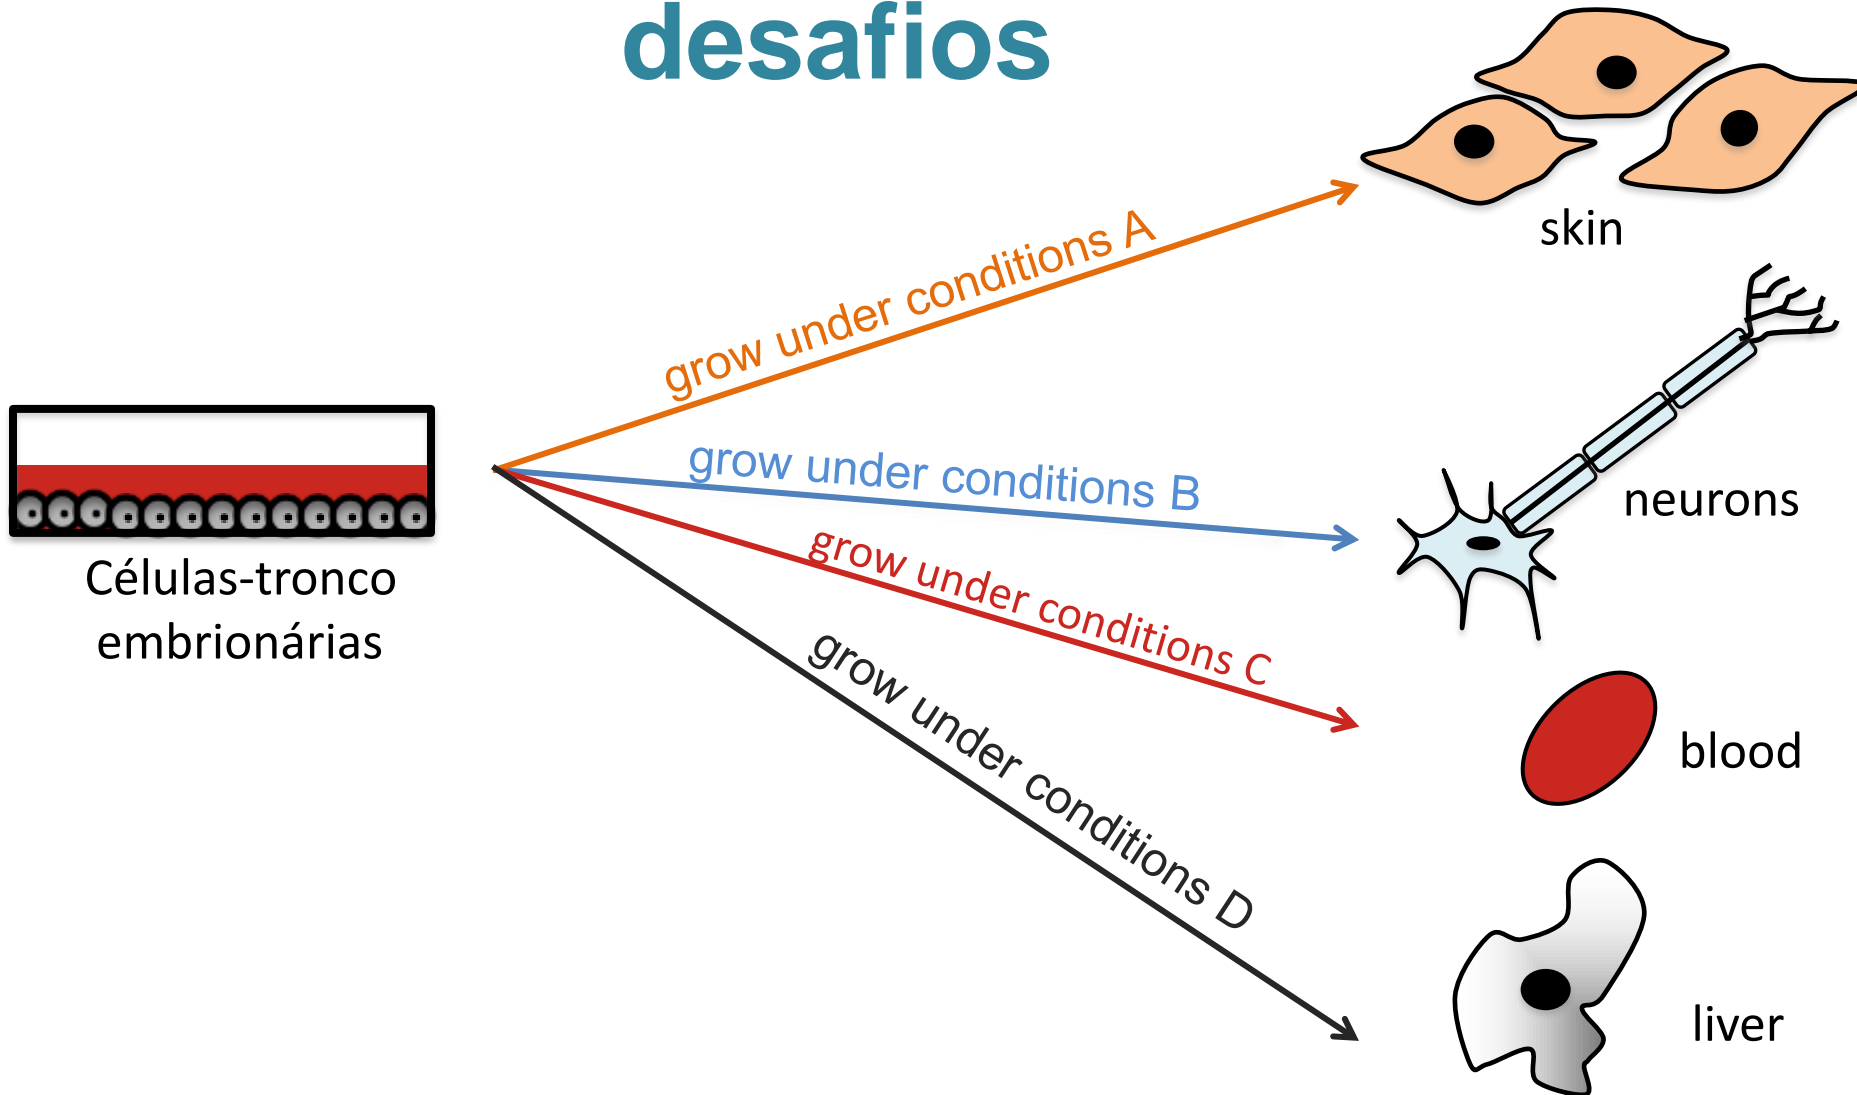 desafios
skin
grow under conditions A
grow under conditions B
neurons
grow under conditions C
Células-tronco
embrionárias
grow under conditions D
blood
liver